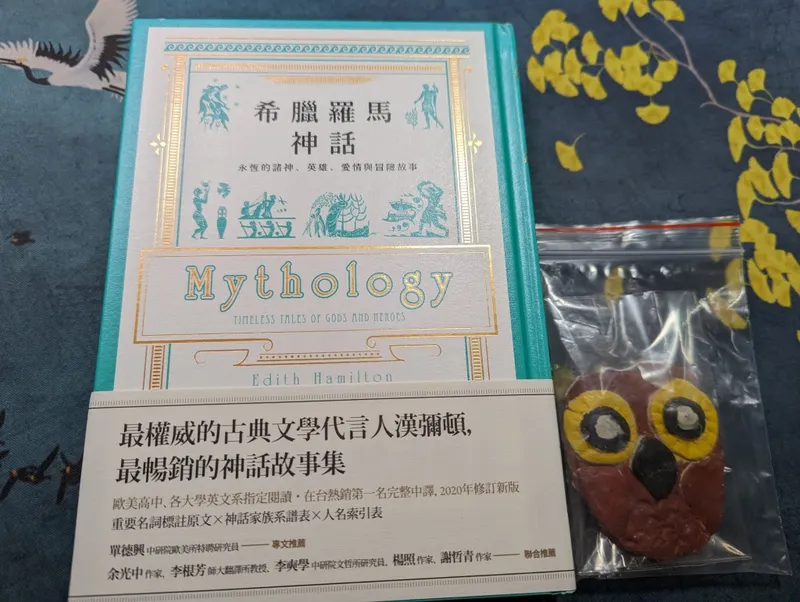 希臘羅馬
神話
永恆的諸神、英雄、愛情與冒險故事
Mythology
TIMELESS TALES OF GODS AND HEROES
Edith Hamilton
最權威的古典文學代言人漢彌頓,
最暢銷的神話故事集
歐美高中、各大學英文系指定閱讀・在台熱銷第一名完整中譯, 2020年修訂新版
重要名詞標註原文×神話家族系譜表×人名索引表
單德興 中研院歐美所特聘研究員 —— 專文推薦
余光中 作家、李根芳 師大翻譯所教授、李奭學 中研院文哲所研究員、楊照 作家、謝哲青 作家 —— 聯合推薦